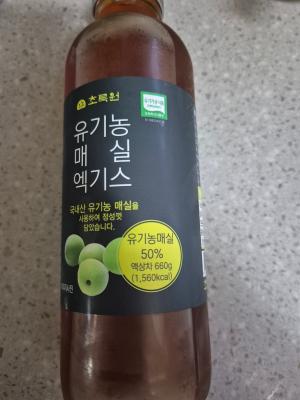 초록원
유기농
매실
엑기스
국내산 유기농 매실을
사용하여 정성껏
담았습니다.
유기농매실
50%
액상차 660g
(1,560kcal)